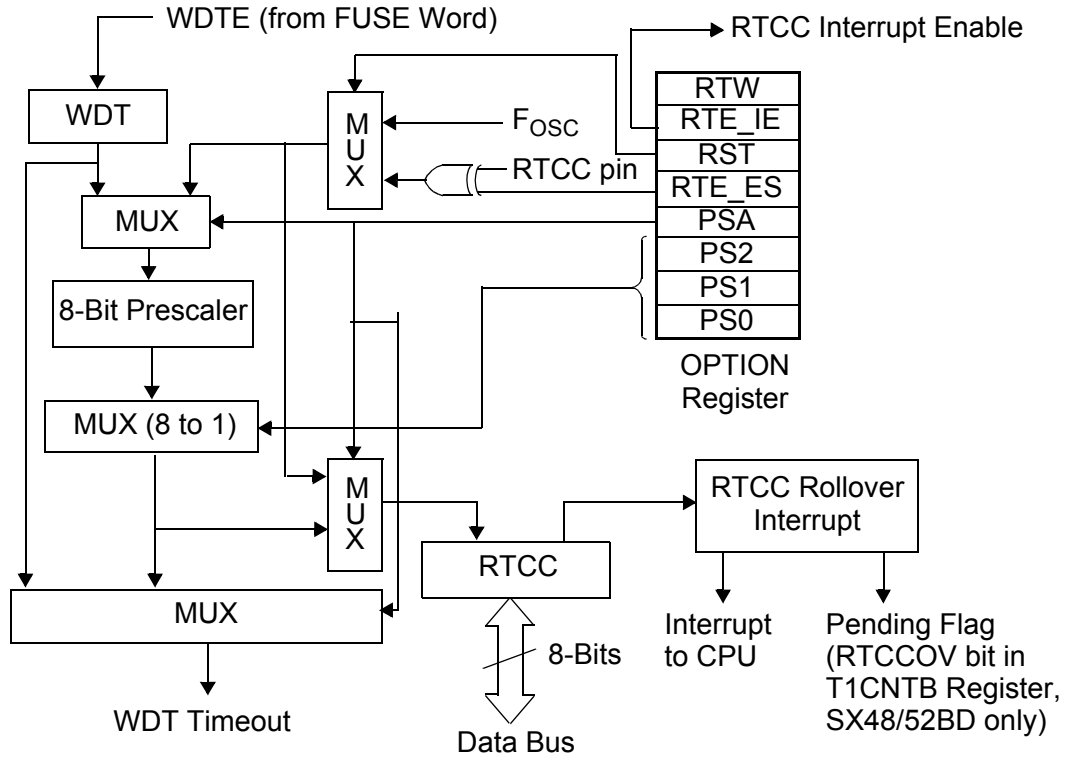 WDTE (from FUSE Word)
RTCC Interrupt Enable
WDT
MUX
FOSC
RTCC pin
RTW
RTE_IE
RST
RTE_ES
PSA
PS2
PS1
PS0
OPTION
Register
MUX
8-Bit Prescaler
MUX (8 to 1)
MUX
RTCC
RTCC Rollover
Interrupt
MUX
8-Bits
Interrupt
to CPU
Pending Flag
(RTCCOV bit in
T1CNTB Register,
SX48/52BD only)
WDT Timeout
Data Bus